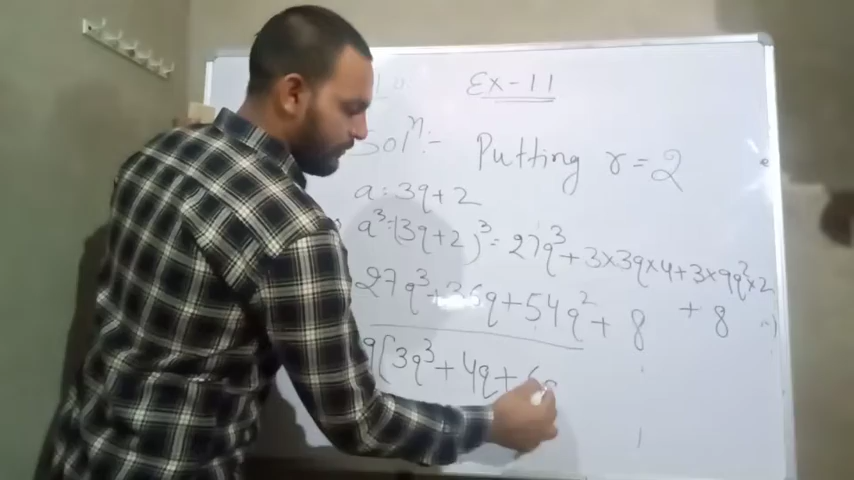 Ex-11
Solⁿ:- Putting r=2
a=3q+2
a³=(3q+2)³=27q³+3×3q×4+3×9q²×2
+8
27q³+36q+54q²+8
9[3q³+4q+6